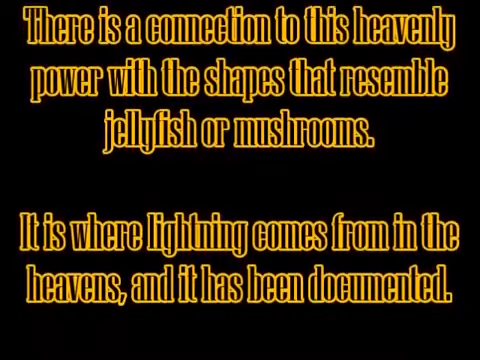 There is a connection to this heavenly
power with the shapes that resemble
jellyfish or mushrooms.
It is where lightning comes from in the
heavens, and it has been documented.